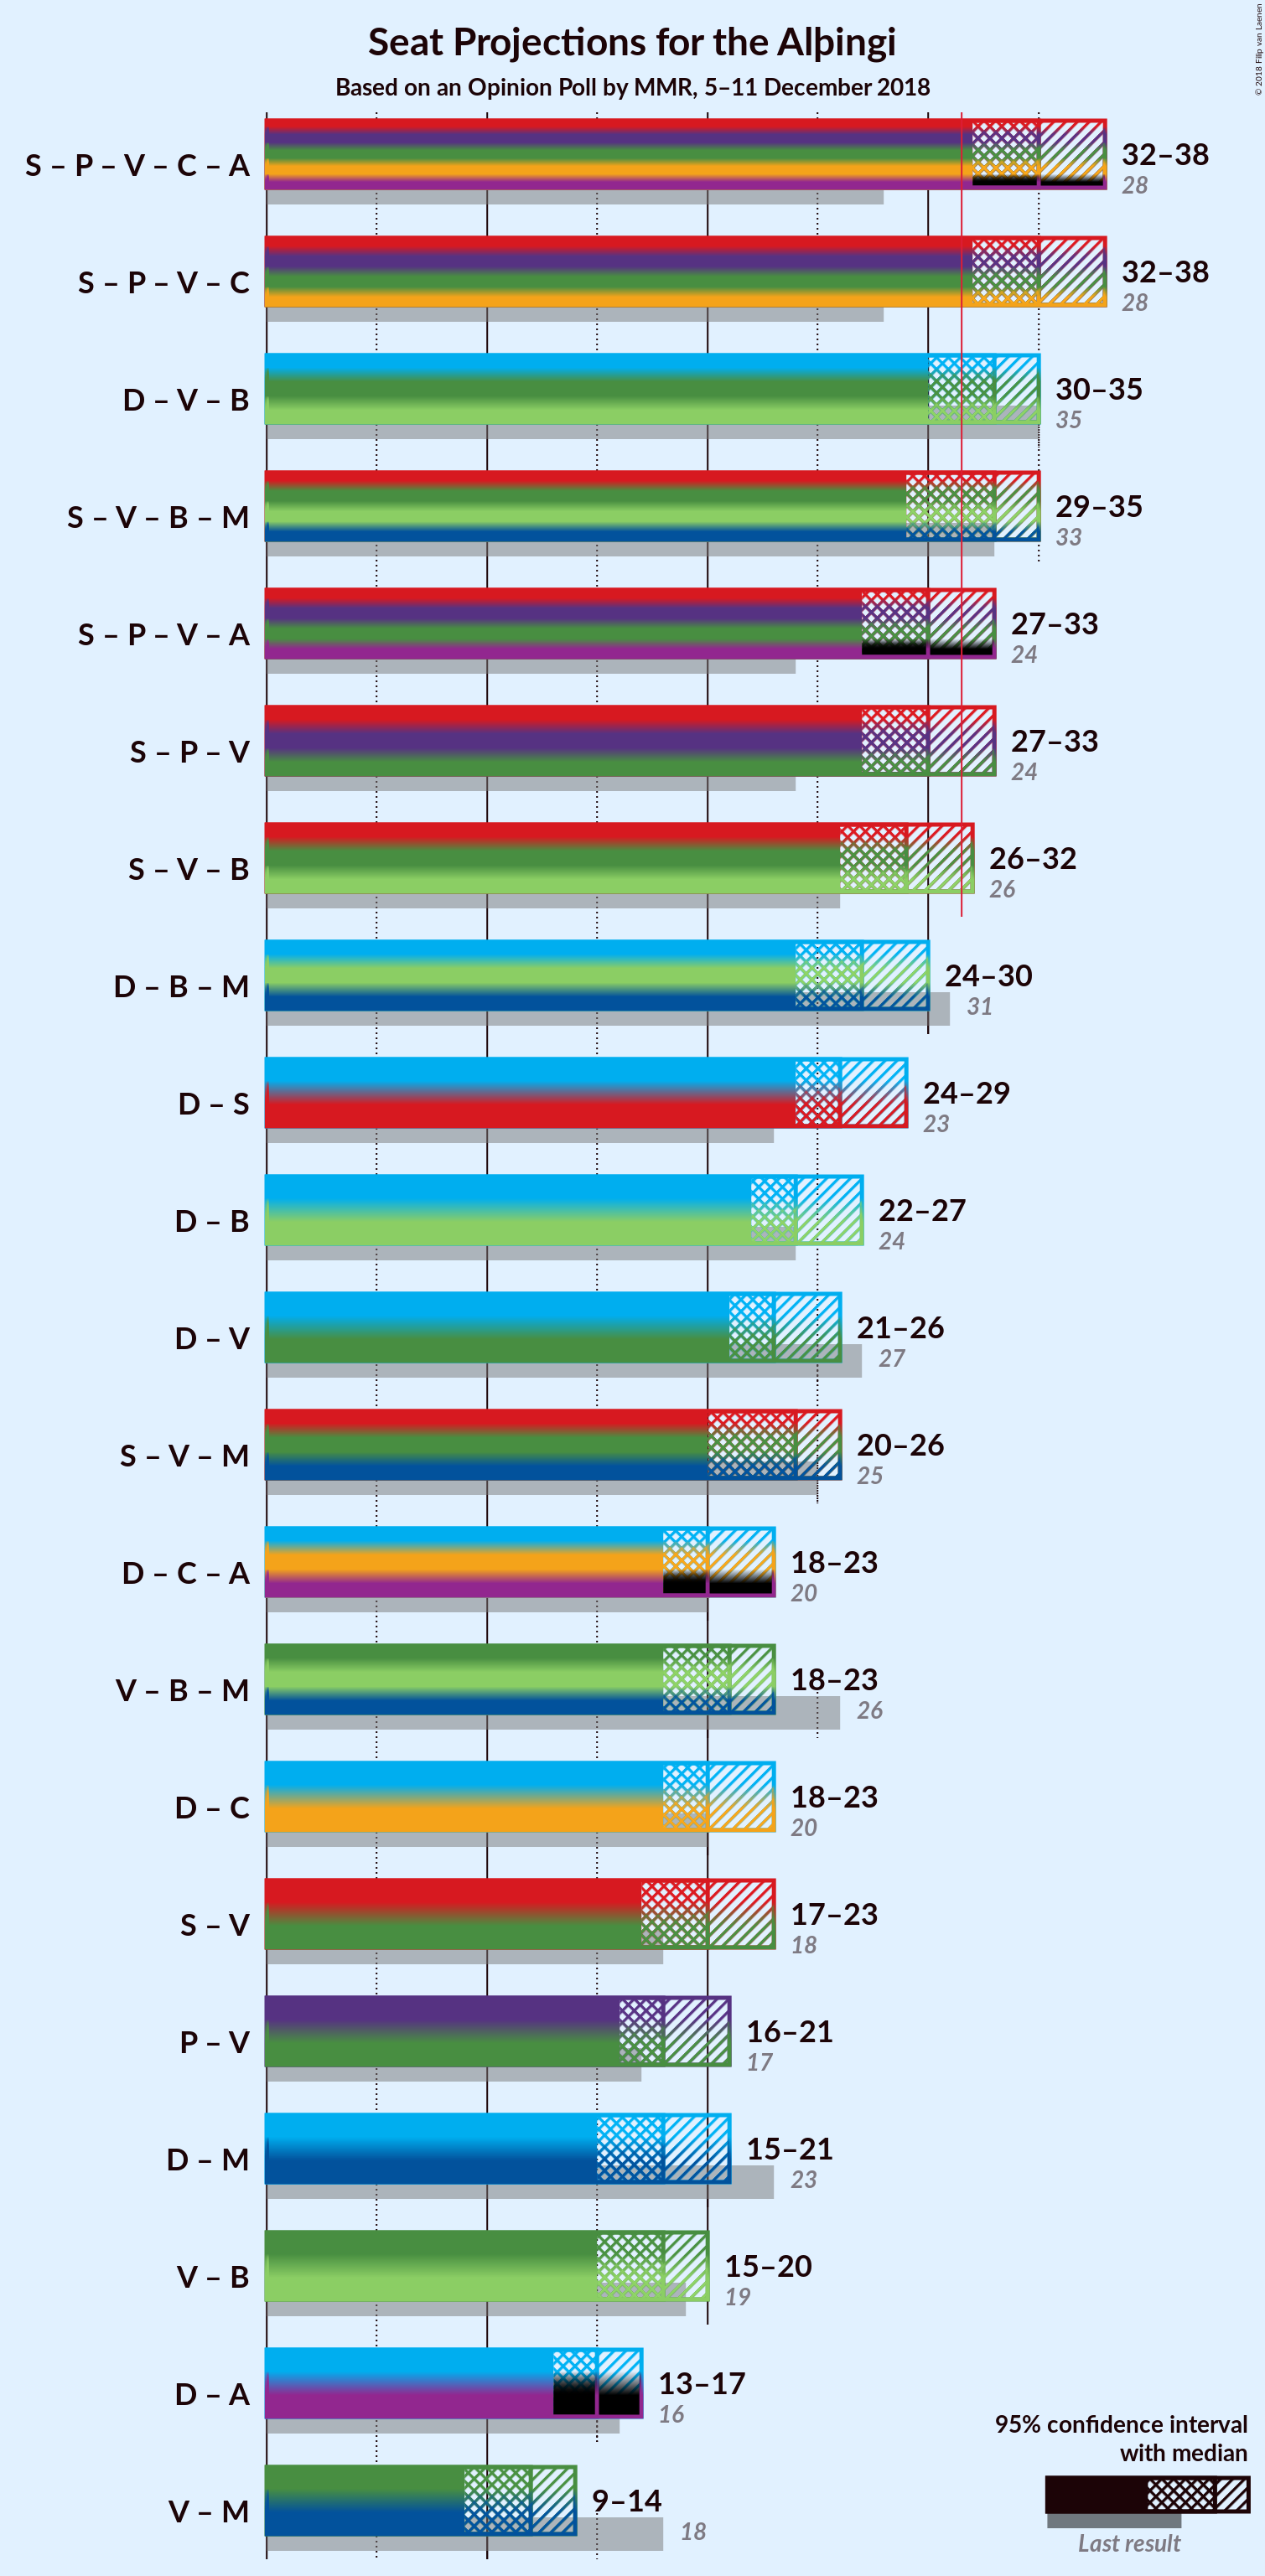 Seat Projections for the Alþingi
Based on an Opinion Poll by MMR, 5–11 December 2018
© 2018 Filip van Laenen
S – P – V – C – A
32–38
28
S – P – V – C
32–38
28
D – V – B
30–35
35
S – V – B – M
29–35
33
S – P – V – A
27–33
24
S – P – V
27–33
24
S – V – B
26–32
26
D – B – M
24–30
31
D – S
24–29
23
D – B
22–27
24
D – V
21–26
27
S – V – M
20–26
25
D – C – A
18–23
20
V – B – M
18–23
26
D – C
18–23
20
S – V
17–23
18
P – V
16–21
17
D – M
15–21
23
V – B
15–20
19
D – A
13–17
16
V – M
9–14
18
95% confidence interval
with median
Last result